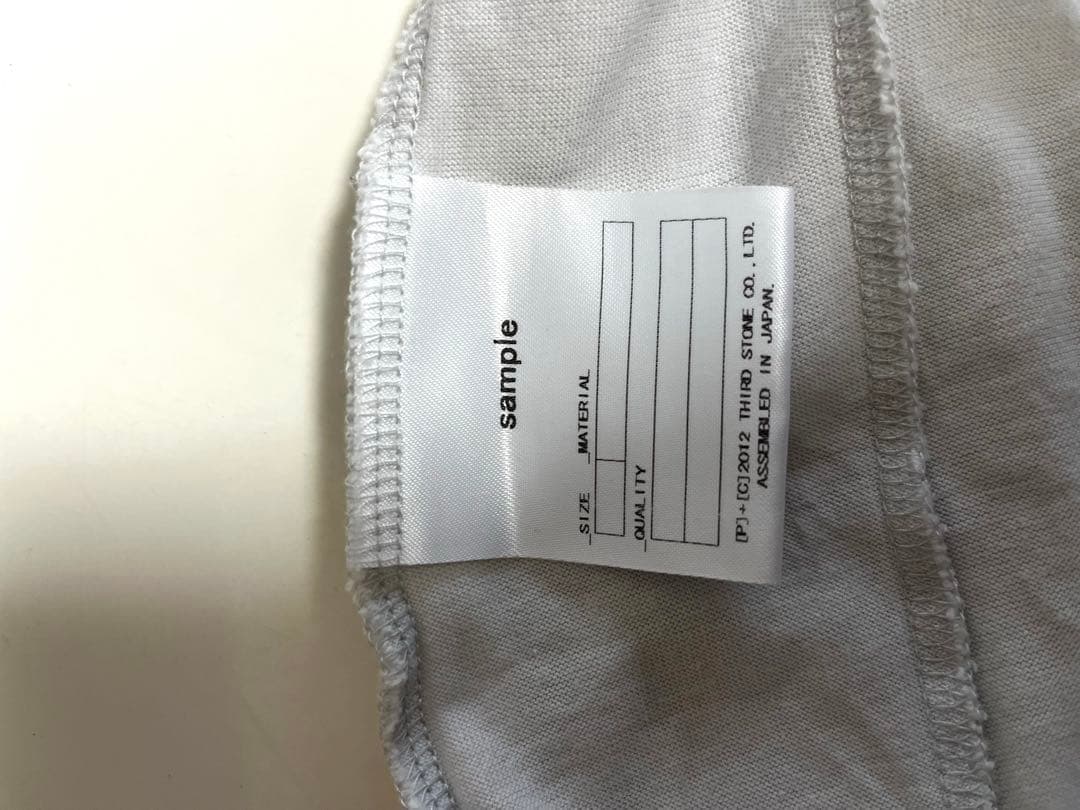 sample
_SIZE _MATERIAL
_QUALITY
[P]+[C]2012 THIRD STONE CO.,LTD.
ASSEMBLED IN JAPAN.